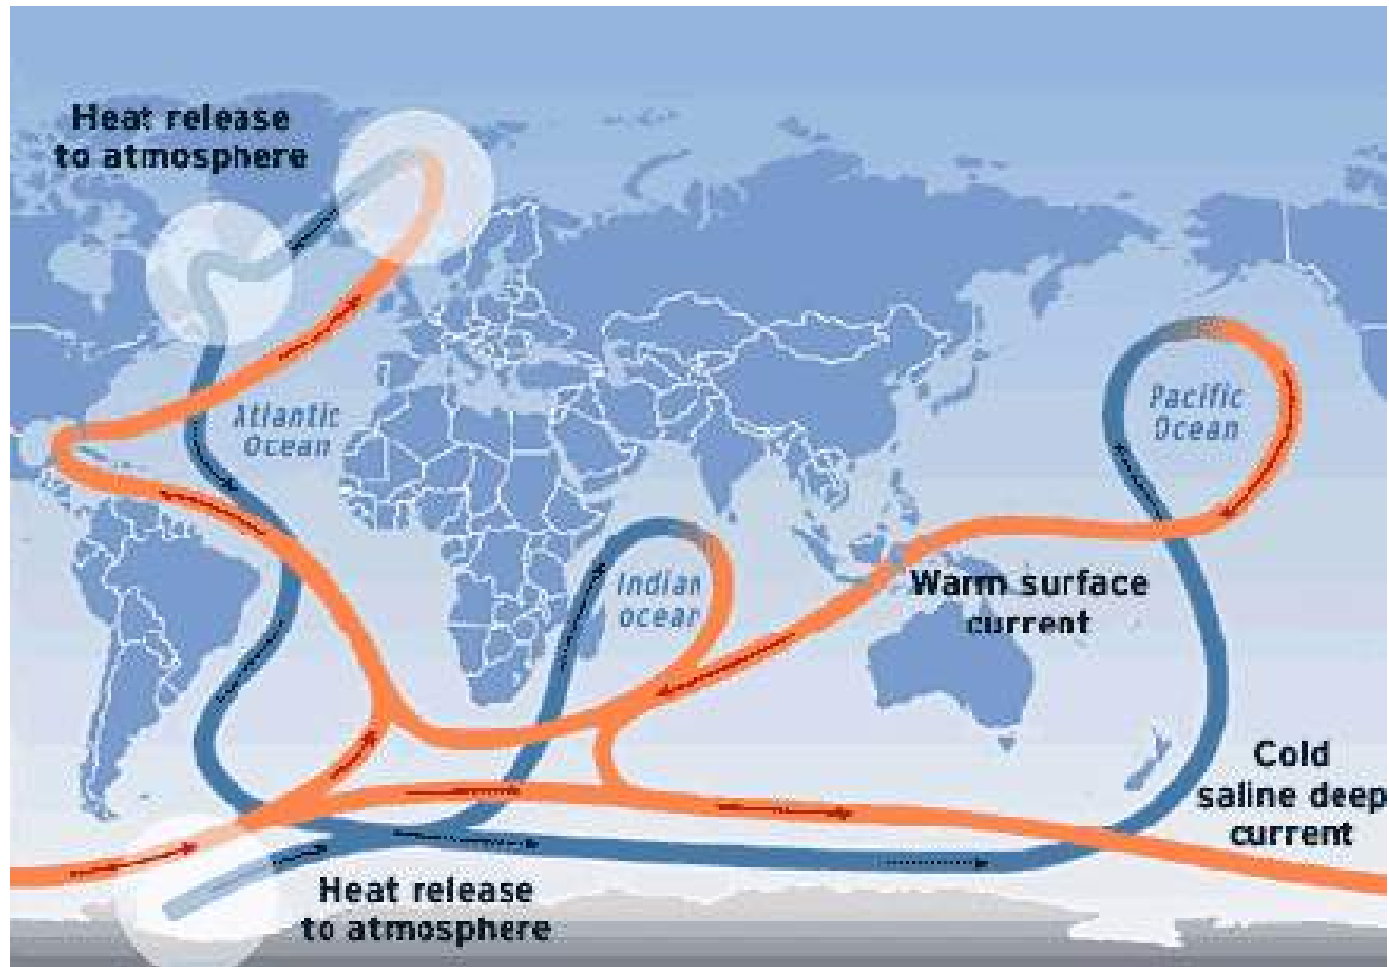 Heat release
to atmosphere
Atlantic
Ocean
Pacific
Ocean
Indian
ocean
Warm surface
current
Cold
saline deep
current
Heat release
to atmosphere